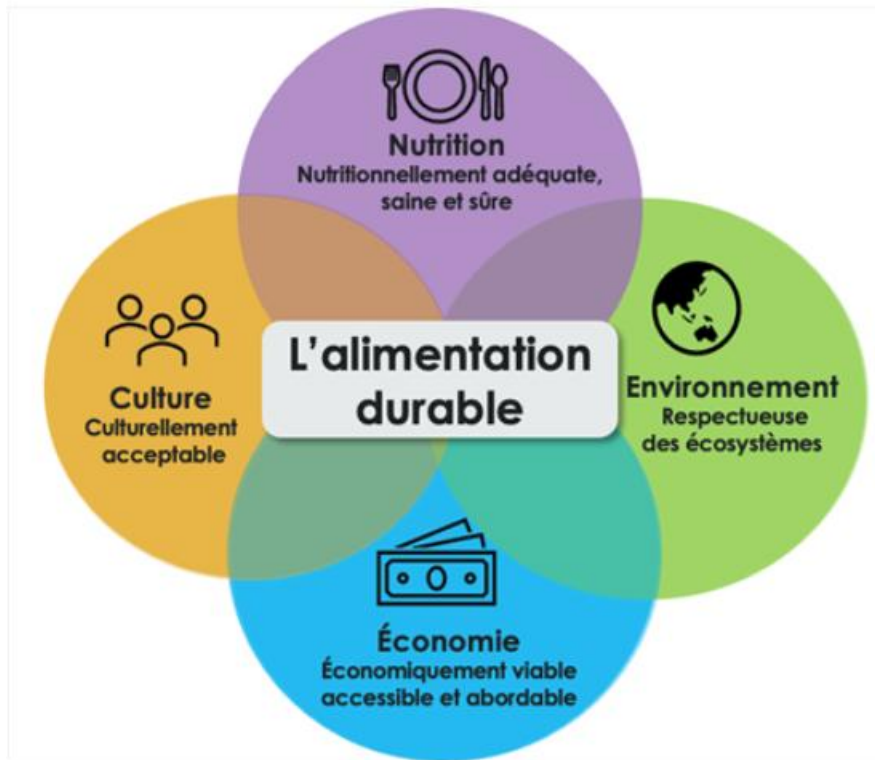 Nutrition
Nutritionnellement adéquate,
saine et sûre
Culture
Culturellement
acceptable
L'alimentation
durable
Environnement
Respectueuse
des écosystèmes
Économie
Économiquement viable
accessible et abordable